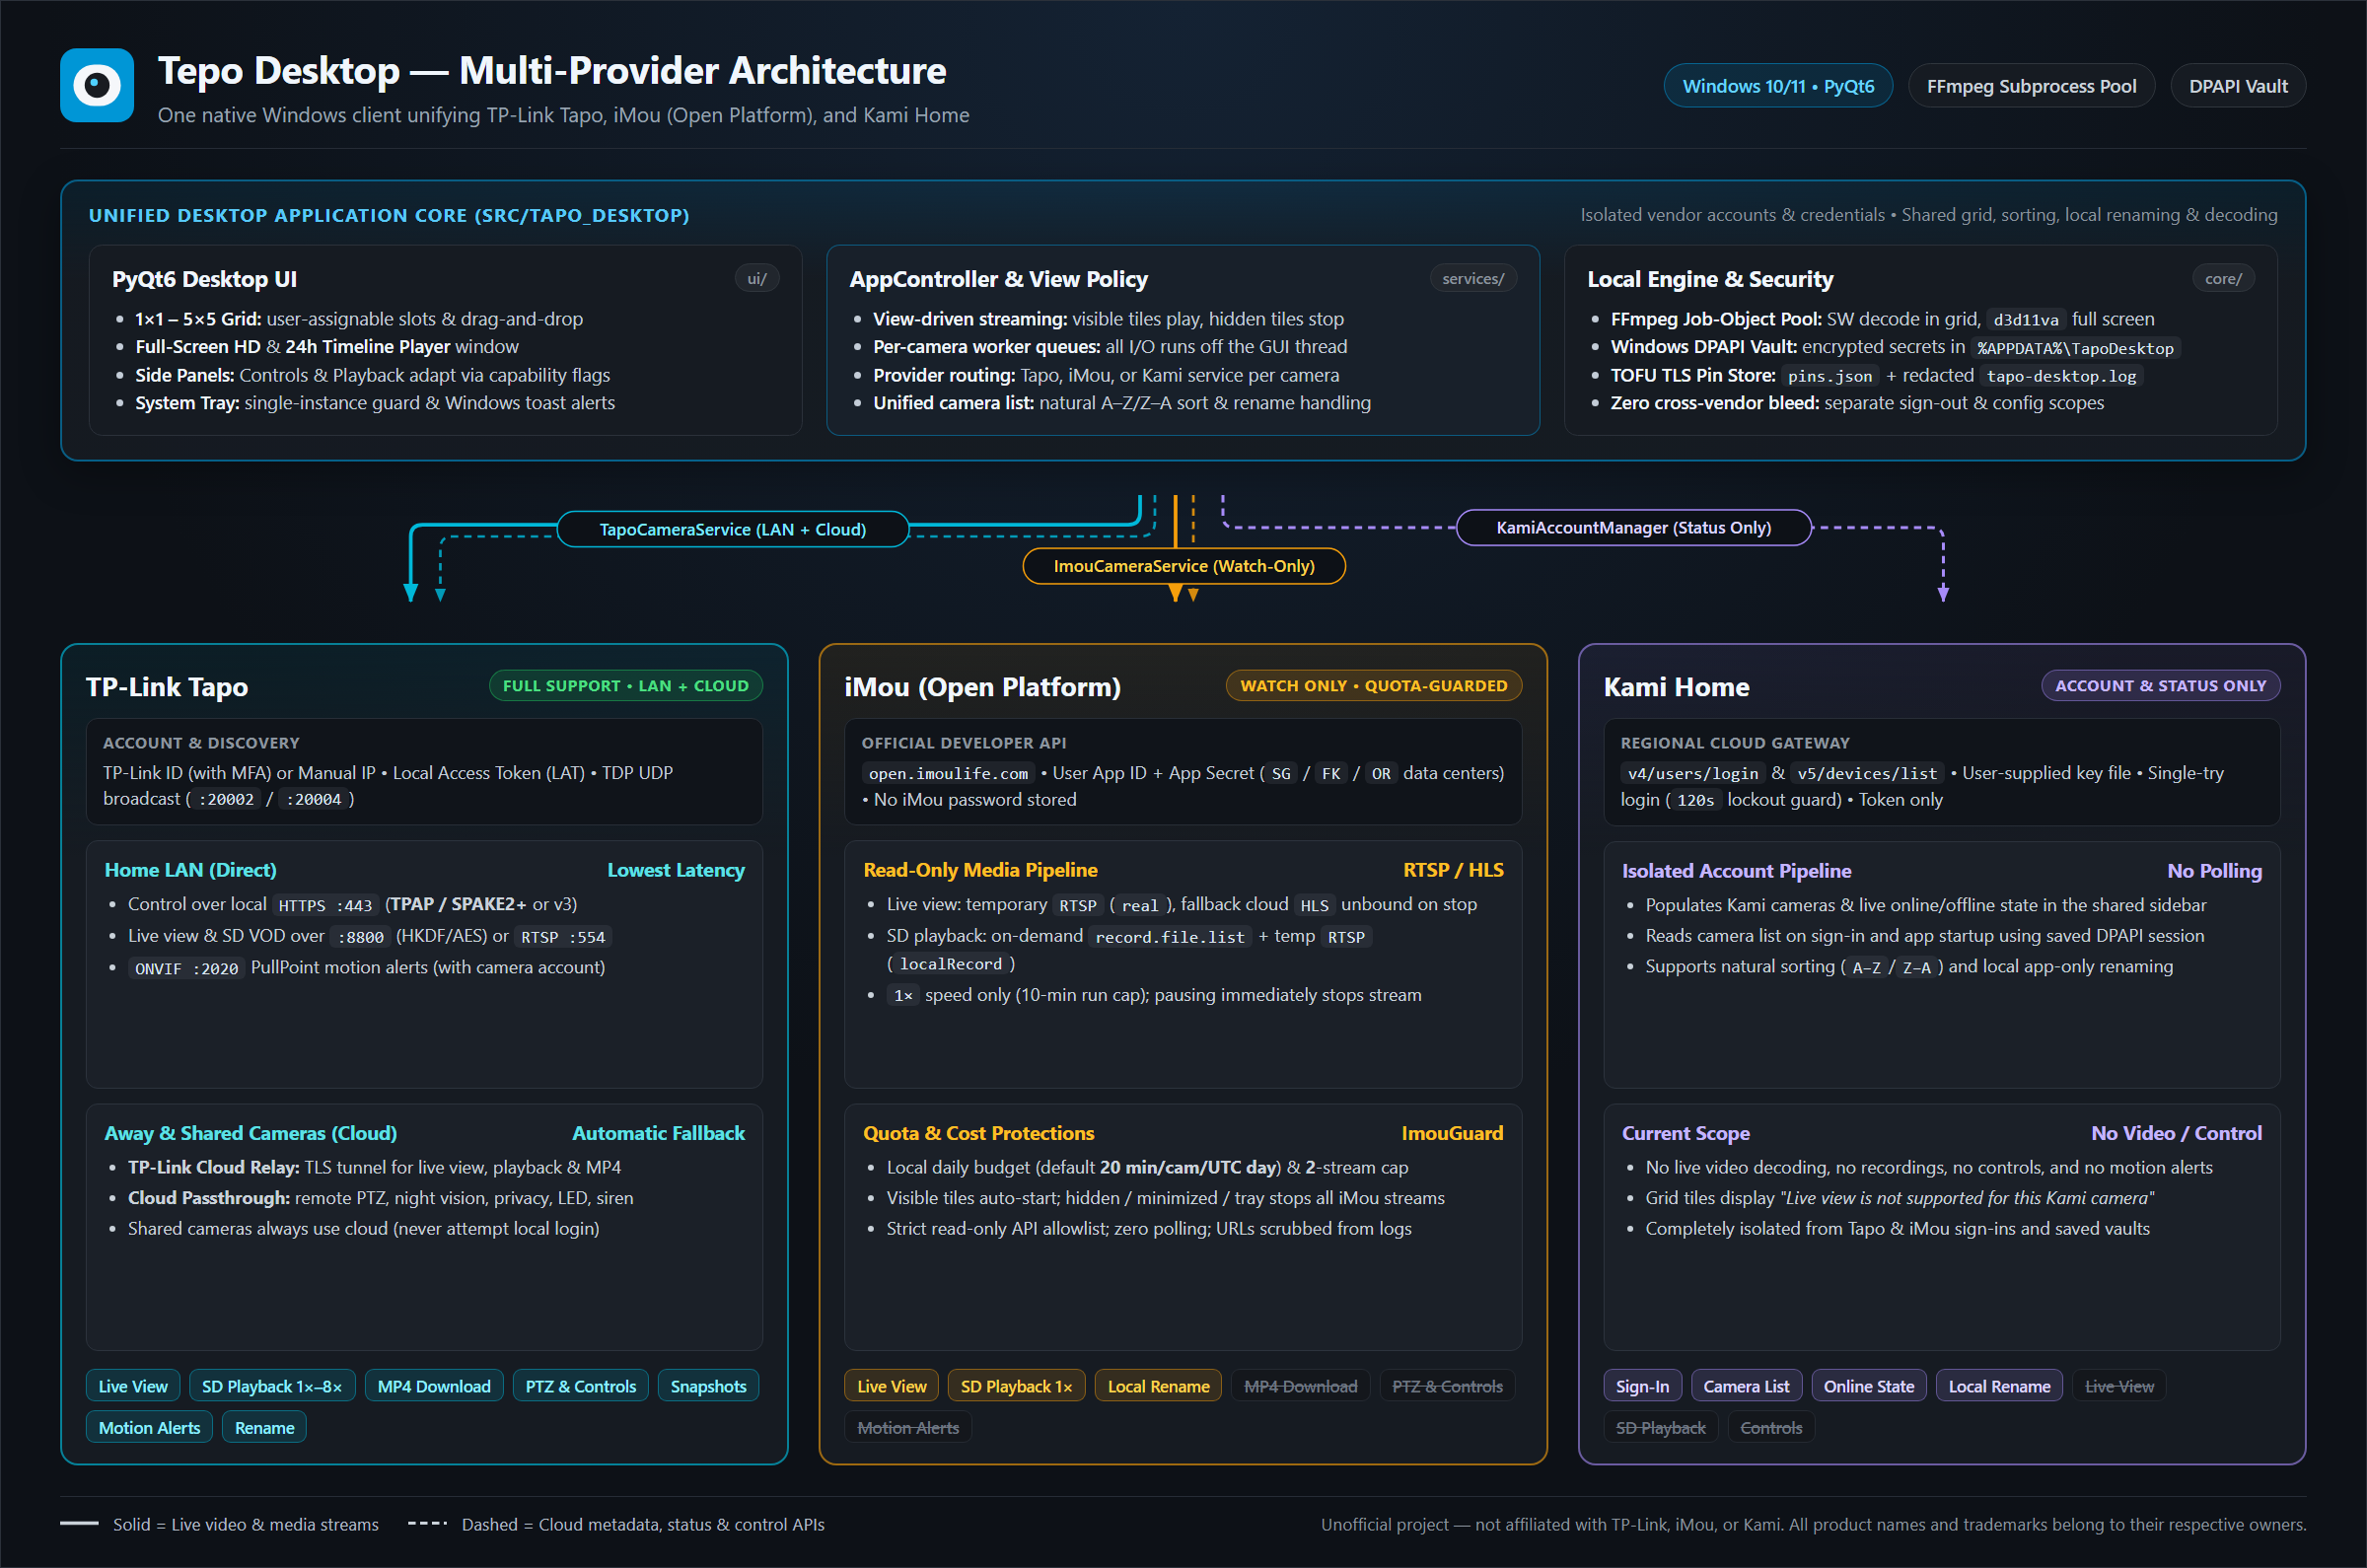 Tepo Desktop — Multi-Provider Architecture
One native Windows client unifying TP-Link Tapo, iMou (Open Platform), and Kami Home
Windows 10/11 • PyQt6
FFmpeg Subprocess Pool
DPAPI Vault
UNIFIED DESKTOP APPLICATION CORE (SRC/TAPO_DESKTOP)
Isolated vendor accounts & credentials • Shared grid, sorting, local renaming & decoding
PyQt6 Desktop UI
ui/
• 1×1 – 5×5 Grid: user-assignable slots & drag-and-drop
• Full-Screen HD & 24h Timeline Player window
• Side Panels: Controls & Playback adapt via capability flags
• System Tray: single-instance guard & Windows toast alerts
AppController & View Policy
services/
• View-driven streaming: visible tiles play, hidden tiles stop
• Per-camera worker queues: all I/O runs off the GUI thread
• Provider routing: Tapo, iMou, or Kami service per camera
• Unified camera list: natural A–Z/Z–A sort & rename handling
Local Engine & Security
core/
• FFmpeg Job-Object Pool: SW decode in grid, d3d11va full screen
• Windows DPAPI Vault: encrypted secrets in %APPDATA%\TapoDesktop
• TOFU TLS Pin Store: pins.json + redacted tapo-desktop.log
• Zero cross-vendor bleed: separate sign-out & config scopes
TapoCameraService (LAN + Cloud)
ImouCameraService (Watch-Only)
KamiAccountManager (Status Only)
TP-Link Tapo
FULL SUPPORT • LAN + CLOUD
ACCOUNT & DISCOVERY
TP-Link ID (with MFA) or Manual IP • Local Access Token (LAT) • TDP UDP
broadcast ( :20002 / :20004 )
Home LAN (Direct)
Lowest Latency
• Control over local HTTPS :443 (TPAP / SPAKE2+ or v3)
• Live view & SD VOD over :8800 (HKDF/AES) or RTSP :554
• ONVIF :2020 PullPoint motion alerts (with camera account)
Away & Shared Cameras (Cloud)
Automatic Fallback
• TP-Link Cloud Relay: TLS tunnel for live view, playback & MP4
• Cloud Passthrough: remote PTZ, night vision, privacy, LED, siren
• Shared cameras always use cloud (never attempt local login)
Live View
SD Playback 1×–8×
MP4 Download
PTZ & Controls
Snapshots
Motion Alerts
Rename
iMou (Open Platform)
WATCH ONLY • QUOTA-GUARDED
OFFICIAL DEVELOPER API
open.imoulife.com • User App ID + App Secret ( SG / FK / OR data centers)
• No iMou password stored
Read-Only Media Pipeline
RTSP / HLS
• Live view: temporary RTSP ( real ), fallback cloud HLS unbound on stop
• SD playback: on-demand record.file.list + temp RTSP
( localRecord )
• 1× speed only (10-min run cap); pausing immediately stops stream
Quota & Cost Protections
ImouGuard
• Local daily budget (default 20 min/cam/UTC day) & 2-stream cap
• Visible tiles auto-start; hidden / minimized / tray stops all iMou streams
• Strict read-only API allowlist; zero polling; URLs scrubbed from logs
Live View
SD Playback 1×
Local Rename
MP4 Download
PTZ & Controls
Motion Alerts
Kami Home
ACCOUNT & STATUS ONLY
REGIONAL CLOUD GATEWAY
v4/users/login & v5/devices/list • User-supplied key file • Single-try
login ( 120s lockout guard) • Token only
Isolated Account Pipeline
No Polling
• Populates Kami cameras & live online/offline state in the shared sidebar
• Reads camera list on sign-in and app startup using saved DPAPI session
• Supports natural sorting ( A–Z / Z–A ) and local app-only renaming
Current Scope
No Video / Control
• No live video decoding, no recordings, no controls, and no motion alerts
• Grid tiles display "Live view is not supported for this Kami camera"
• Completely isolated from Tapo & iMou sign-ins and saved vaults
Sign-In
Camera List
Online State
Local Rename
Live View
SD Playback
Controls
Solid = Live video & media streams
Dashed = Cloud metadata, status & control APIs
Unofficial project — not affiliated with TP-Link, iMou, or Kami. All product names and trademarks belong to their respective owners.